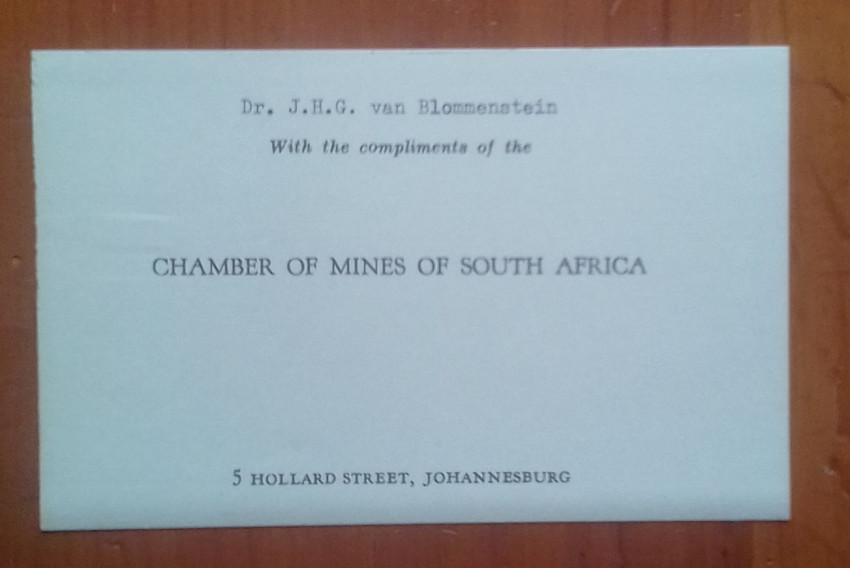 Dr. J.H.G. van Blommenstein
With the compliments of the
CHAMBER OF MINES OF SOUTH AFRICA
5 HOLLARD STREET, JOHANNESBURG